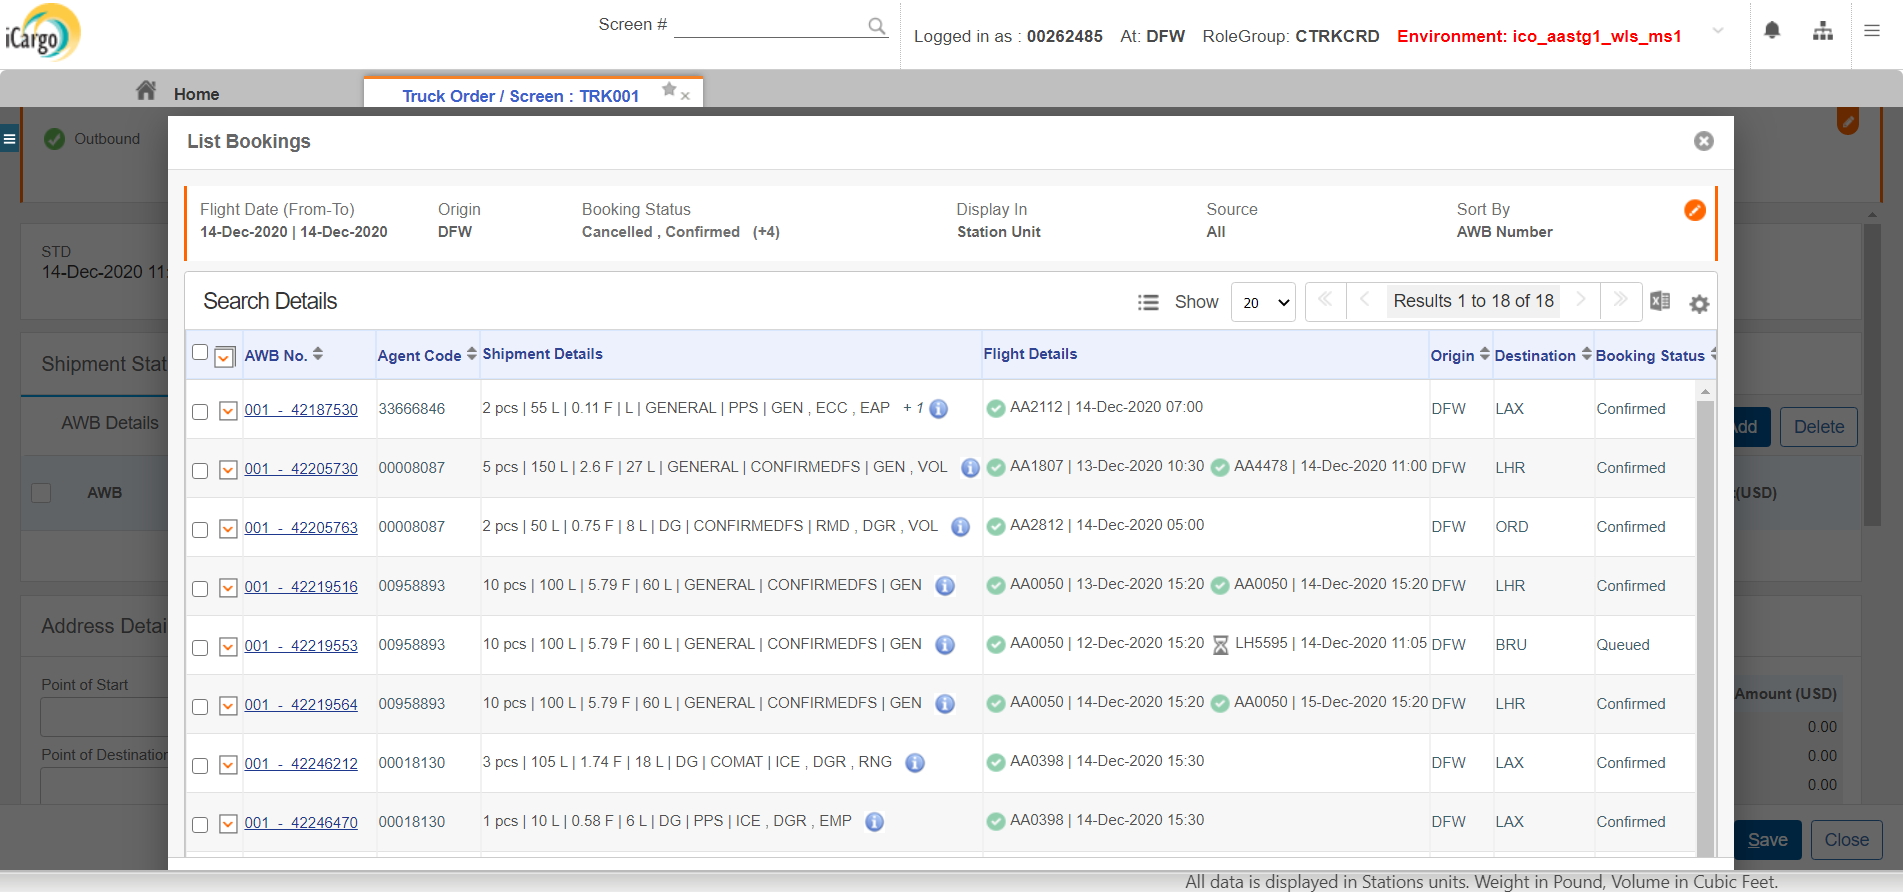 iCargo
Screen #
Logged in as : 00262485 At: DFW RoleGroup: CTRKCRD Environment: ico_aastg1_wls_ms1
Home
Truck Order / Screen : TRK001
Outbound
List Bookings
Flight Date (From-To) Origin Booking Status Display In Source Sort By
14-Dec-2020 | 14-Dec-2020 DFW Cancelled , Confirmed (+4) Station Unit All AWB Number
STD
14-Dec-2020 11:
Search Details
Show 20 Results 1 to 18 of 18
AWB No. Agent Code Shipment Details Flight Details Origin Destination Booking Status
Shipment Stat
001 - 42187530 33666846 2 pcs | 55 L | 0.11 F | L | GENERAL | PPS | GEN , ECC , EAP + 1 AA2112 | 14-Dec-2020 07:00 DFW LAX Confirmed
AWB Details
Add Delete
001 - 42205730 00008087 5 pcs | 150 L | 2.6 F | 27 L | GENERAL | CONFIRMEDFS | GEN , VOL AA1807 | 13-Dec-2020 10:30 AA4478 | 14-Dec-2020 11:00 DFW LHR Confirmed
AWB
(USD)
001 - 42205763 00008087 2 pcs | 50 L | 0.75 F | 8 L | DG | CONFIRMEDFS | RMD , DGR , VOL AA2812 | 14-Dec-2020 05:00 DFW ORD Confirmed
001 - 42219516 00958893 10 pcs | 100 L | 5.79 F | 60 L | GENERAL | CONFIRMEDFS | GEN AA0050 | 13-Dec-2020 15:20 AA0050 | 14-Dec-2020 15:20 DFW LHR Confirmed
Address Detai
001 - 42219553 00958893 10 pcs | 100 L | 5.79 F | 60 L | GENERAL | CONFIRMEDFS | GEN AA0050 | 12-Dec-2020 15:20 LH5595 | 14-Dec-2020 11:05 DFW BRU Queued
Point of Start
Amount (USD)
001 - 42219564 00958893 10 pcs | 100 L | 5.79 F | 60 L | GENERAL | CONFIRMEDFS | GEN AA0050 | 14-Dec-2020 15:20 AA0050 | 15-Dec-2020 15:20 DFW LHR Confirmed
0.00
Point of Destination
0.00
001 - 42246212 00018130 3 pcs | 105 L | 1.74 F | 18 L | DG | COMAT | ICE , DGR , RNG AA0398 | 14-Dec-2020 15:30 DFW LAX Confirmed
0.00
001 - 42246470 00018130 1 pcs | 10 L | 0.58 F | 6 L | DG | PPS | ICE , DGR , EMP AA0398 | 14-Dec-2020 15:30 DFW LAX Confirmed
Save Close
All data is displayed in Stations units. Weight in Pound, Volume in Cubic Feet.